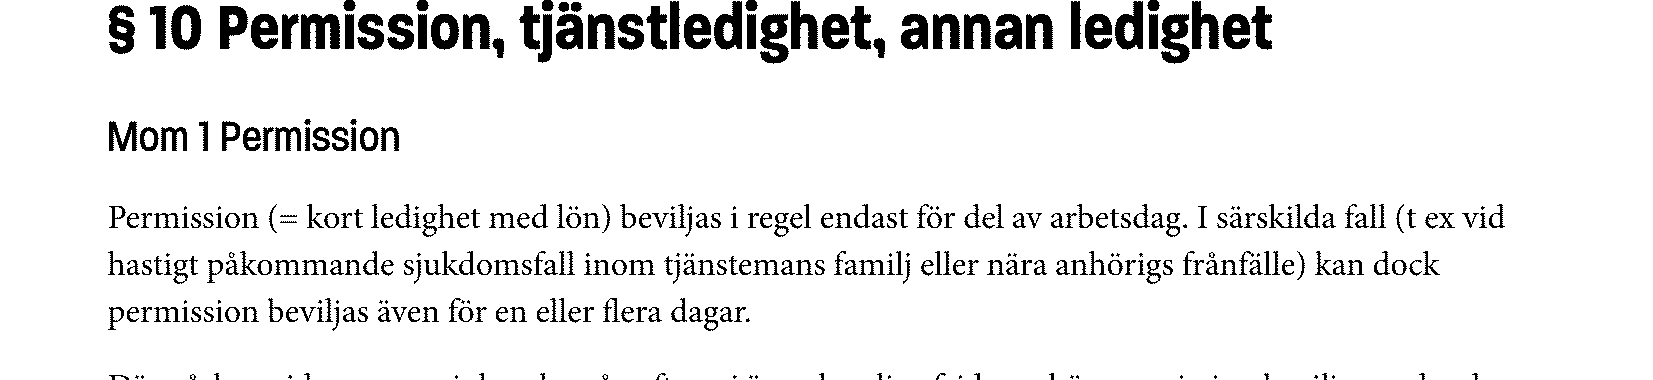 § 10 Permission, tjänstledighet, annan ledighet
Mom 1 Permission
Permission (= kort ledighet med lön) beviljas i regel endast för del av arbetsdag. I särskilda fall (t ex vid
hastigt påkommande sjukdomsfall inom tjänstemans familj eller nära anhörigs frånfälle) kan dock
permission beviljas även för en eller flera dagar.